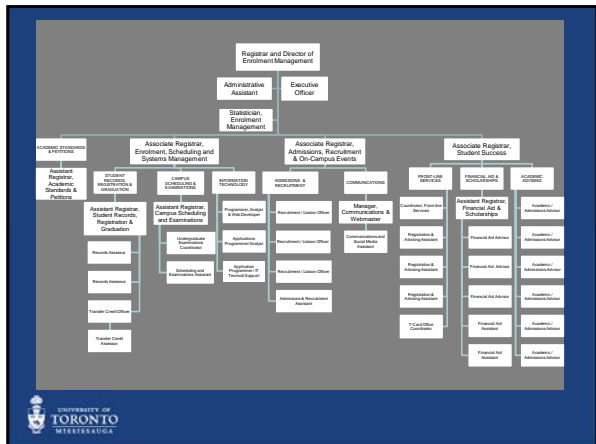 Registrar and Director of
Enrolment Management
Administrative
Assistant
Executive
Officer
Statistician,
Enrolment
Management
ACADEMIC STANDARDS
& PETITIONS
Assistant
Registrar,
Academic
Standards &
Petitions
Associate Registrar,
Enrolment, Scheduling and
Systems Management
STUDENT
RECORDS,
REGISTRATION &
GRADUATION
Assistant Registrar,
Student Records,
Registration &
Graduation
Records Assessor
Records Assessor
Transfer Credit Officer
Transfer Credit
Assessor
CAMPUS
SCHEDULING &
EXAMINATIONS
Assistant Registrar,
Campus Scheduling
and Examinations
Undergraduate
Examinations
Coordinator
Scheduling and
Examinations Assistant
INFORMATION
TECHNOLOGY
Programmer, Analyst
& Web Developer
Applications
Programmer Analyst
Application
Programmer / IT
Tecnical Support
Associate Registrar,
Admissions, Recruitment
& On-Campus Events
ADMISSIONS &
RECRUITMENT
Recruitment / Liaison Officer
Recruitment / Liaison Officer
Recruitment / Liaison Officer
Admissions & Recruitment
Assistant
COMMUNICATIONS
Manager,
Communications &
Webmaster
Communications and
Social Media
Assistant
Associate Registrar,
Student Success
FRONT-LINE
SERVICES
Coordinator, Front-line
Services
Registration &
Advising Assistant
Registration &
Advising Assistant
Registration &
Advising Assistant
T-Card Office
Coordinator
FINANCIAL AID &
SCHOLARSHIPS
Assistant Registrar,
Financial Aid &
Scholarships
Financial Aid Advisor
Financial Aid Advisor
Financial Aid Advisor
Financial Aid
Assistant
Financial Aid
Assistant
ACADEMIC
ADVISING
Academic /
Admissions Advisor
Academic /
Admissions Advisor
Academic /
Admissions Advisor
Academic /
Admissions Advisor
Academic /
Admissions Advisor
Academic /
Admissions Advisor
UNIVERSITY OF
TORONTO
MISSISSAUGA